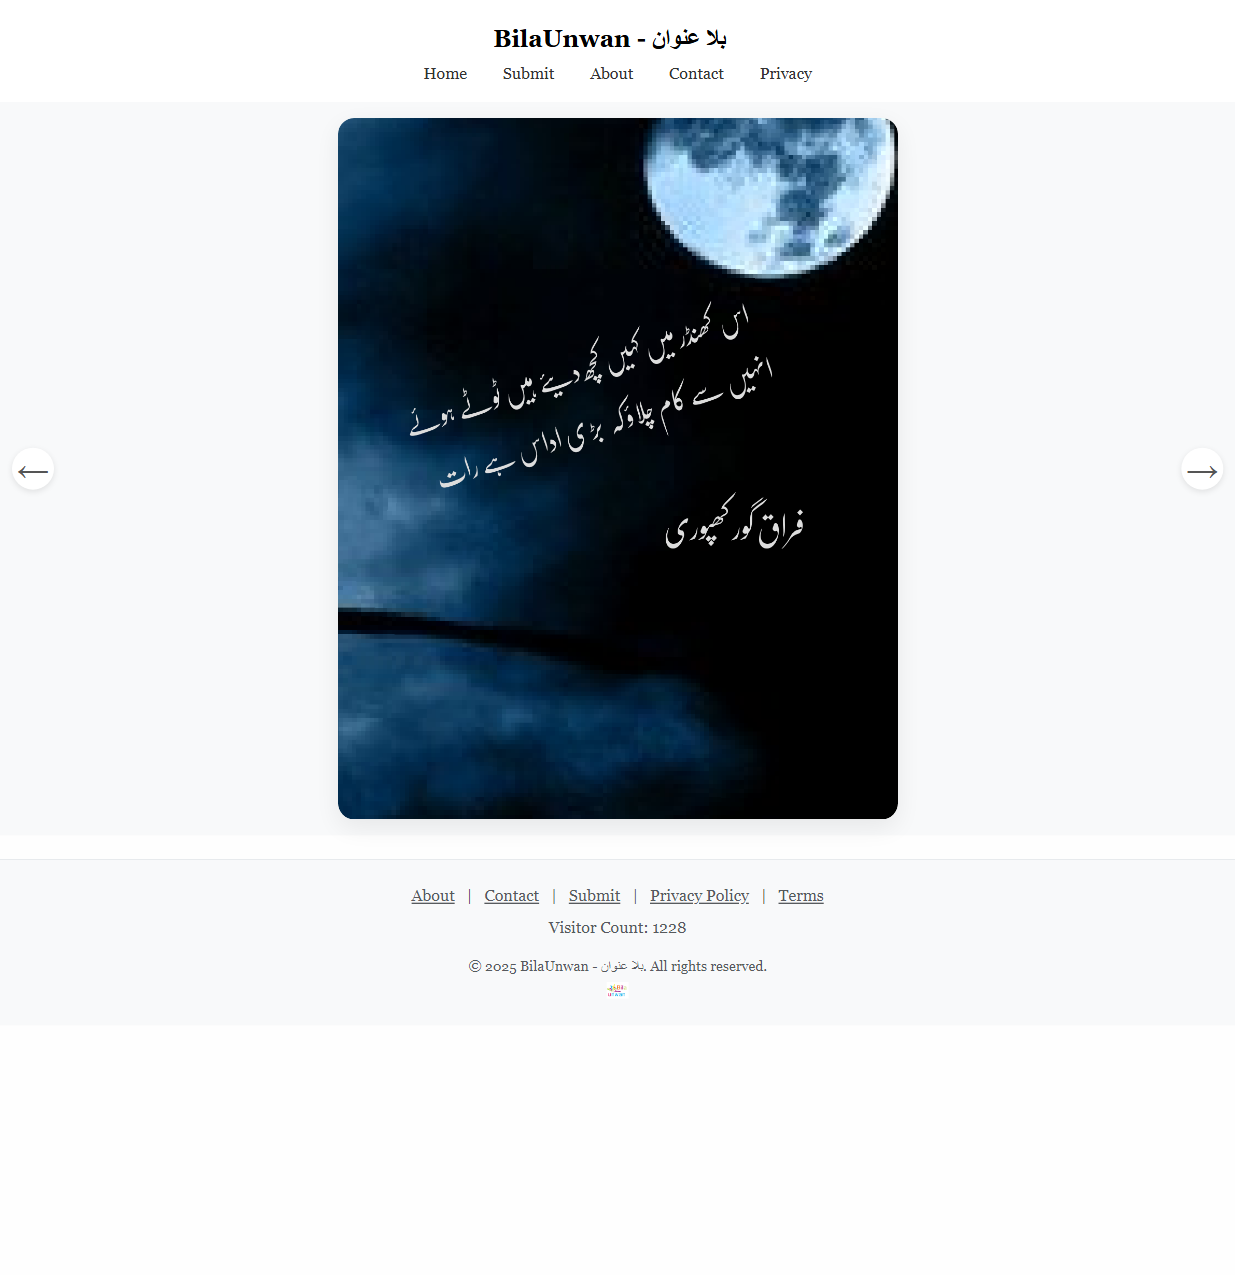 BilaUnwan - بلا عنوان
Home Submit About Contact Privacy
اس کھنڈر میں کہیں کچھ دیئے ہیں ٹوٹے ہوئے
انہیں سے کام چلاؤ کہ بڑی اداس ہے رات
فراق گورکھپوری
←
→
About | Contact | Submit | Privacy Policy | Terms
Visitor Count: 1228
© 2025 BilaUnwan - بلا عنوان. All rights reserved.